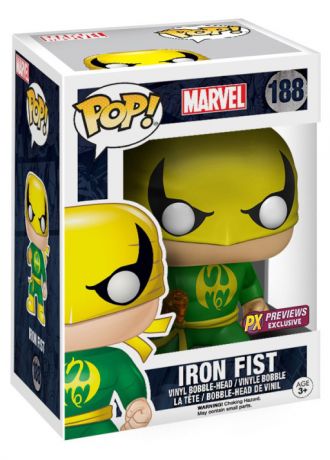 POP!
POP!
MARVEL
188
PX PREVIEWS
EXCLUSIVE
IRON FIST
IRON FIST
VINYL BOBBLE-HEAD / VINYLE BOBBLE
LA TÊTE / BOBBLE-HEAD DE VINIL
WARNING: Choking Hazard.
May contain small parts.
AGE
3+